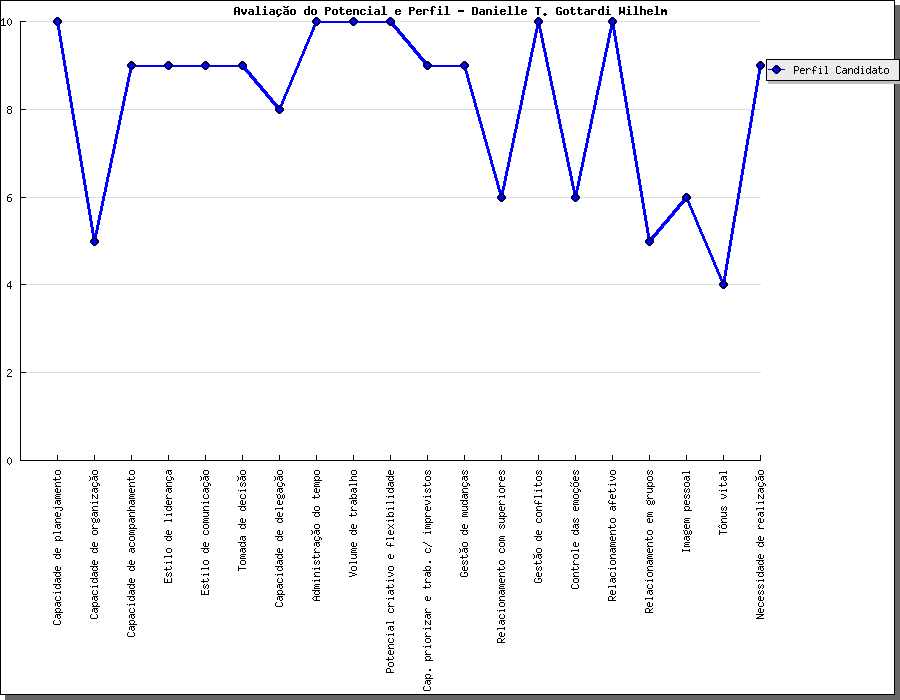 Avaliação do Potencial e Perfil - Danielle T. Gottardi Wilhelm
10
8
6
4
2
0
Perfil Candidato
Capacidade de planejamento
Capacidade de organização
Capacidade de acompanhamento
Estilo de liderança
Estilo de comunicação
Tomada de decisão
Capacidade de delegação
Administração do tempo
Volume de trabalho
Potencial criativo e flexibilidade
Cap. priorizar e trab. c/ imprevistos
Gestão de mudanças
Relacionamento com superiores
Gestão de conflitos
Controle das emoções
Relacionamento afetivo
Relacionamento em grupos
Imagem pessoal
Tônus vital
Necessidade de realização